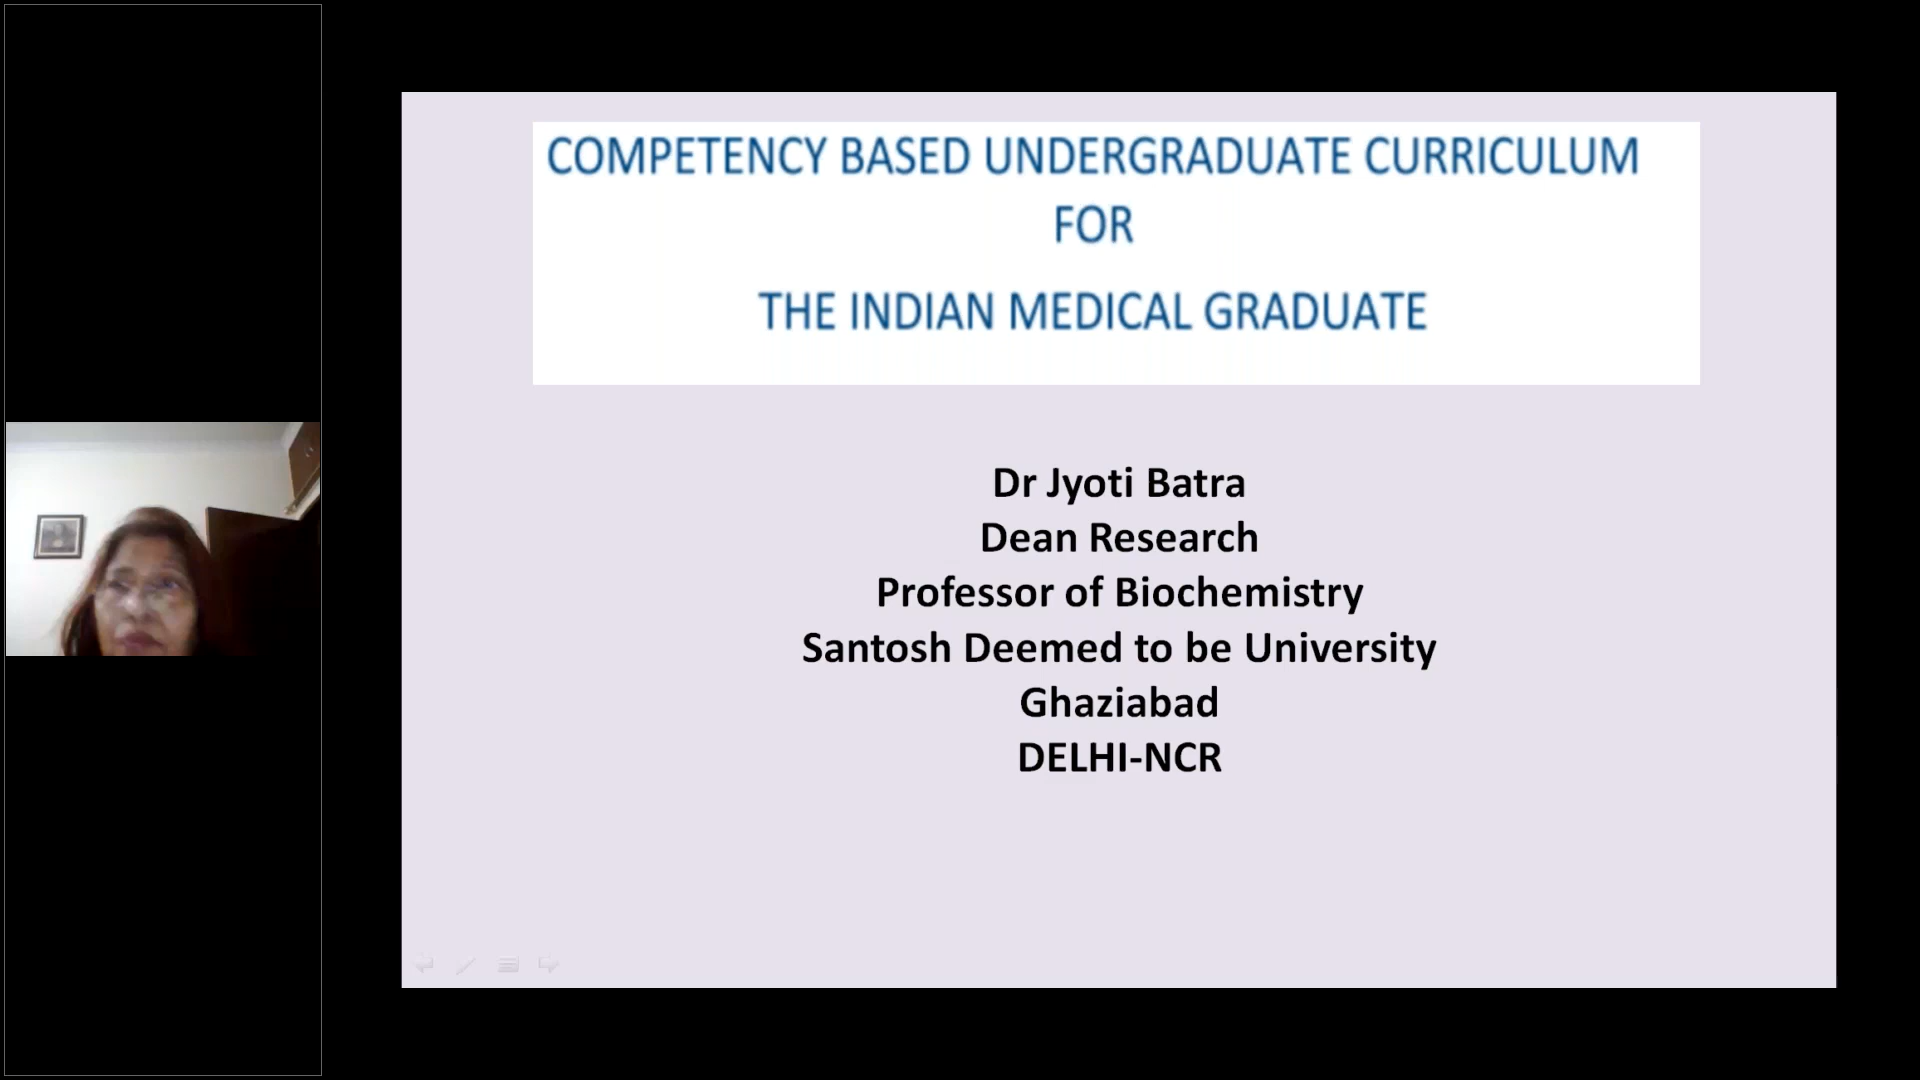 COMPETENCY BASED UNDERGRADUATE CURRICULUM
FOR
THE INDIAN MEDICAL GRADUATE
Dr Jyoti Batra
Dean Research
Professor of Biochemistry
Santosh Deemed to be University
Ghaziabad
DELHI-NCR